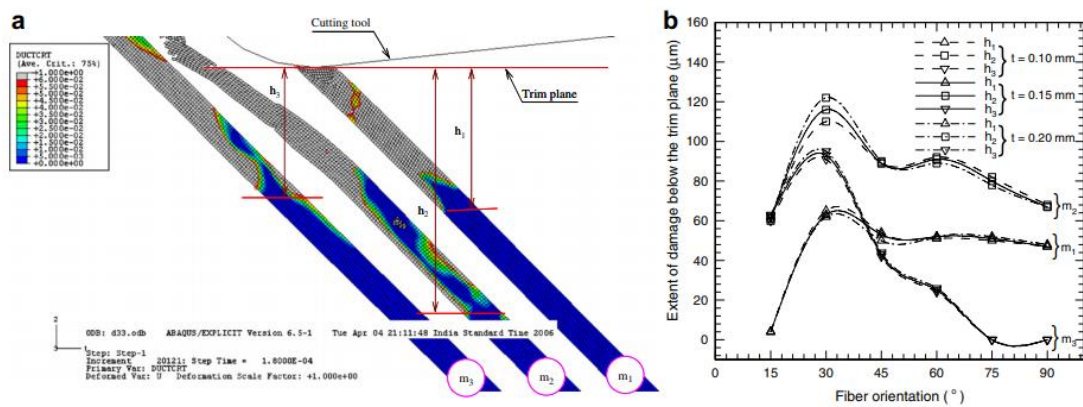 a
Cutting tool
DUCTCRT
(Ave. Crit.: 75%)
+1.000e+00
+6.000e-02
+5.500e-02
+5.000e-02
+4.500e-02
+4.000e-02
+3.500e-02
+3.000e-02
+2.500e-02
+2.000e-02
+1.500e-02
+1.000e-02
+5.000e-03
+0.000e+00
Trim plane
h3
h1
h2
2
3
1
ODB: d33.odb ABAQUS/EXPLICIT Version 6.5-1 Tue Apr 04 21:11:48 India Standard Time 2006
Step: Step-1
Increment 20121: Step Time = 1.8000E-04
Primary Var: DUCTCRT
Deformed Var: U Deformation Scale Factor: +1.000e+00
m3
m2
m1
b
Extent of damage below the trim plane (μm)
160
140
120
100
80
60
40
20
0
h1
h2
h3
t = 0.10 mm
h1
h2
h3
t = 0.15 mm
h1
h2
h3
t = 0.20 mm
m2
m1
m3
0 15 30 45 60 75 90 100
Fiber orientation (°)